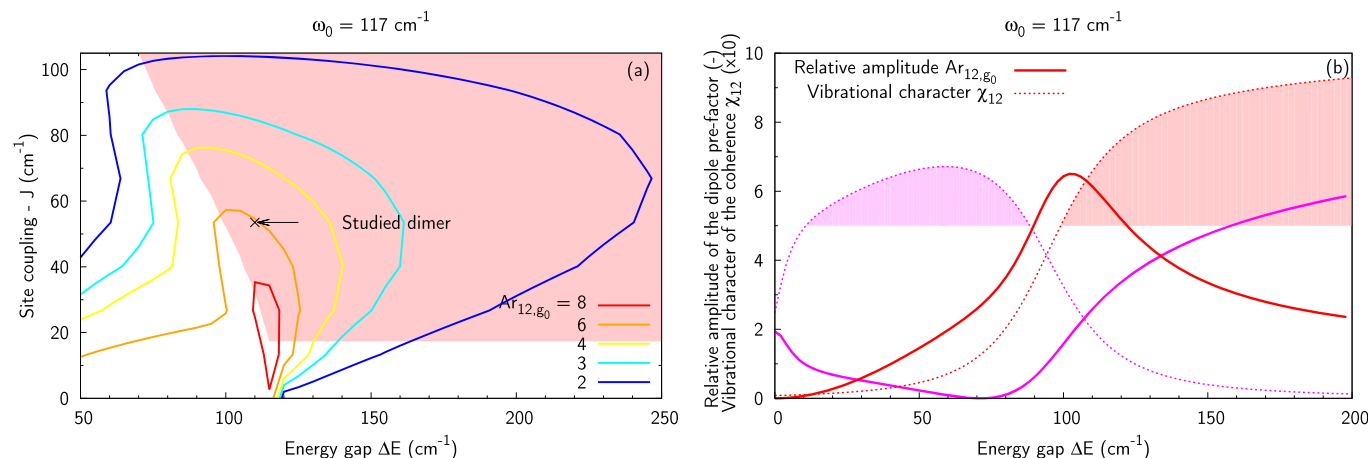 ω₀ = 117 cm⁻¹
(a)
Site coupling - J (cm⁻¹)
100
80
60
40
20
0
Studied dimer
Ar₁₂,g₀ = 8
6
4
3
2
50 100 150 200 250
Energy gap ΔE (cm⁻¹)
ω₀ = 117 cm⁻¹
(b)
Relative amplitude of the dipole pre-factor (-)
Vibrational character of the coherence χ₁₂ (x10)
10
8
6
4
2
0
Relative amplitude Ar₁₂,g₀
Vibrational character χ₁₂
0 50 100 150 200
Energy gap ΔE (cm⁻¹)